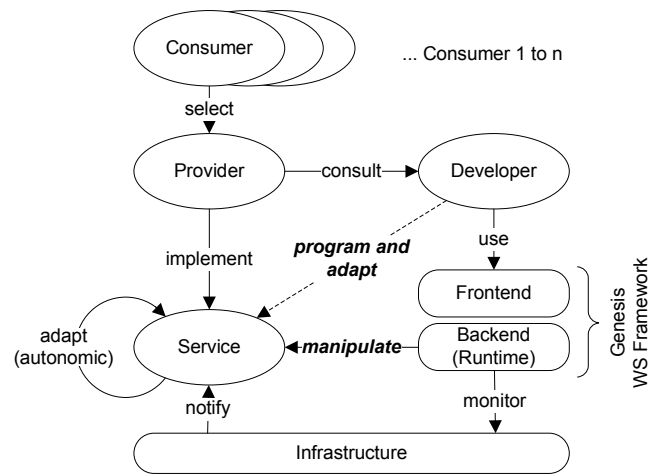 Consumer
... Consumer 1 to n
select
Provider
consult
Developer
program and
adapt
use
implement
Frontend
adapt
(autonomic)
Service
manipulate
Backend
(Runtime)
Genesis
WS Framework
notify
monitor
Infrastructure